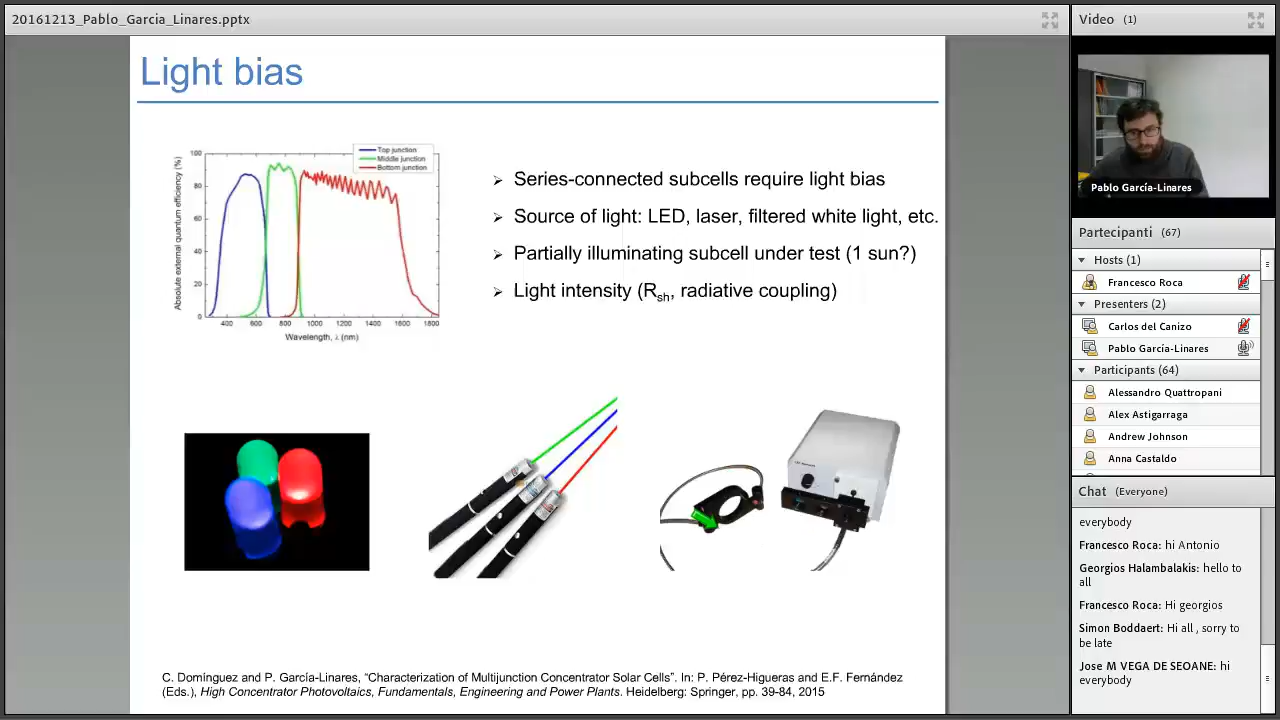 20161213_Pablo_Garcia_Linares.pptx
Light bias
100
80
60
40
20
0
Absolute external quantum efficiency (%)
Top junction
Middle junction
Bottom junction
400 600 800 1000 1200 1400 1600 1800
Wavelength, λ (nm)
Series-connected subcells require light bias
Source of light: LED, laser, filtered white light, etc.
Partially illuminating subcell under test (1 sun?)
Light intensity (Rsh, radiative coupling)
C. Domínguez and P. García-Linares, “Characterization of Multijunction Concentrator Solar Cells”. In: P. Pérez-Higueras and E.F. Fernández
(Eds.), High Concentrator Photovoltaics, Fundamentals, Engineering and Power Plants. Heidelberg: Springer, pp. 39-84, 2015
Video (1)
Pablo García-Linares
Partecipanti (67)
Hosts (1)
Francesco Roca
Presenters (2)
Carlos del Canizo
Pablo García-Linares
Participants (64)
Alessandro Quattropani
Alex Astigarraga
Andrew Johnson
Anna Castaldo
Chat (Everyone)
everybody
Francesco Roca: hi Antonio
Georgios Halambalakis: hello to
all
Francesco Roca: Hi georgios
Simon Boddaert: Hi all , sorry to
be late
Jose M VEGA DE SEOANE: hi
everybody